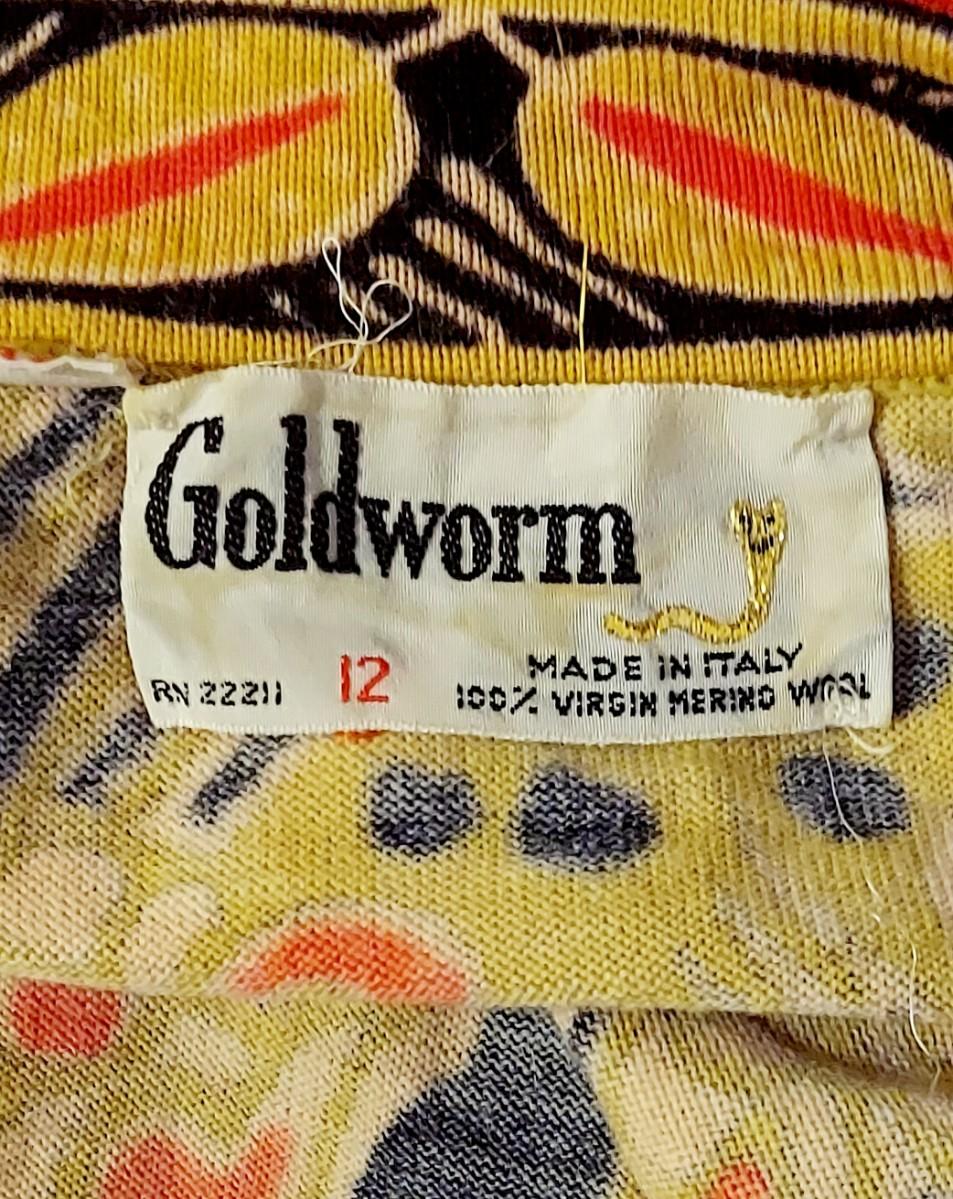 Goldworm
MADE IN ITALY
RN 22211 12 100% VIRGIN MERINO WOOL